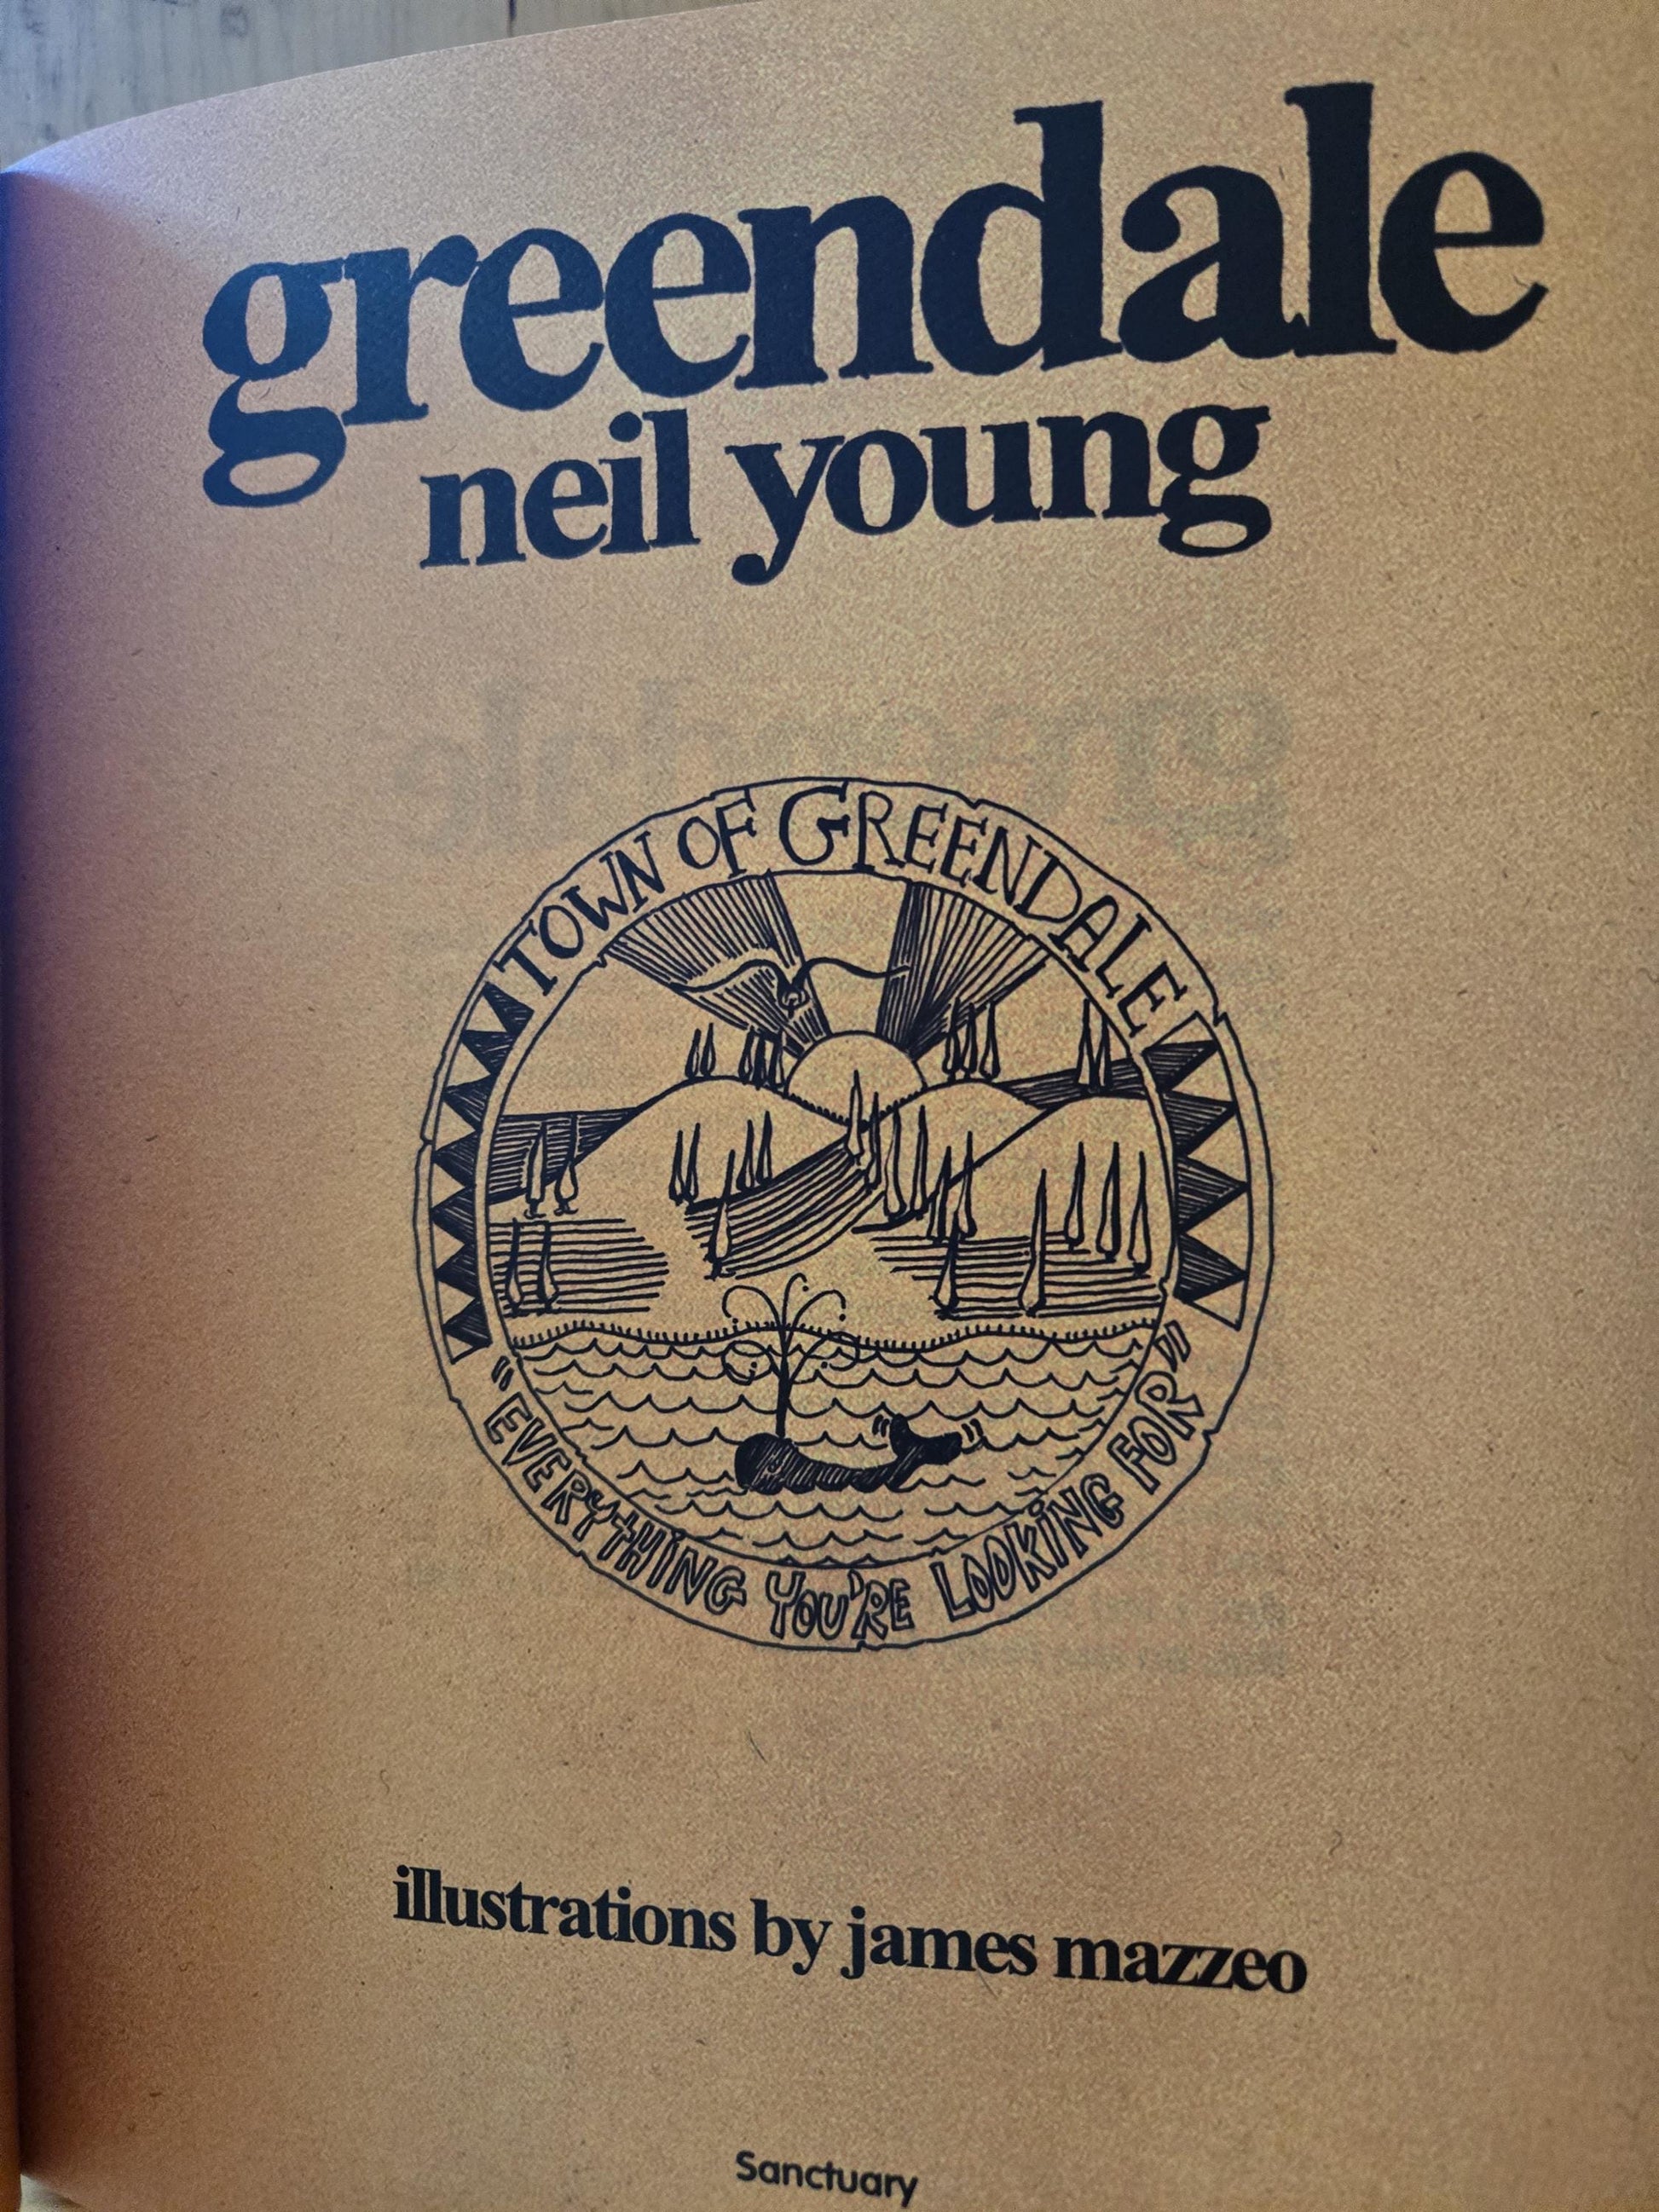 greendale
neil young
TOWN OF GREENDALE
"EVERYTHING YOU'RE LOOKING FOR"
illustrations by james mazzeo
Sanctuary